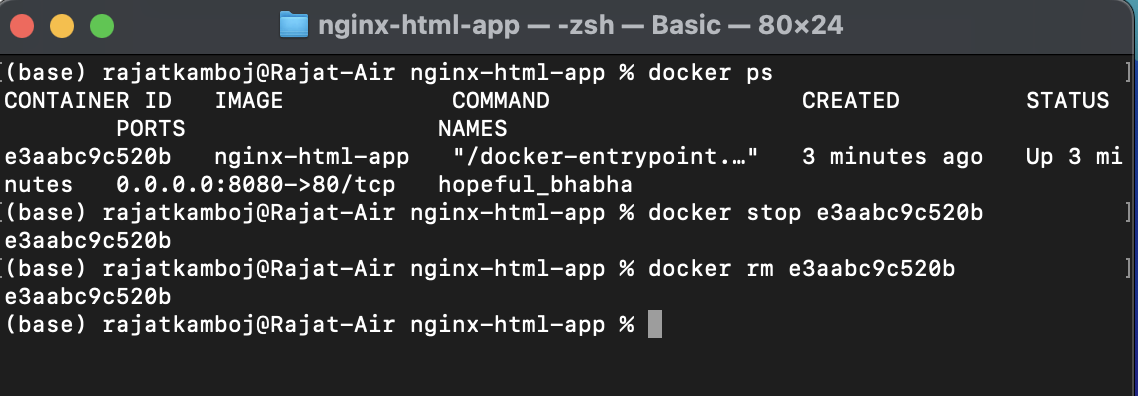 nginx-html-app — -zsh — Basic — 80×24
(base) rajatkamboj@Rajat-Air nginx-html-app % docker ps
CONTAINER ID   IMAGE            COMMAND                  CREATED         STATUS
        PORTS                  NAMES
e3aabc9c520b   nginx-html-app   "/docker-entrypoint.…"   3 minutes ago   Up 3 mi
nutes   0.0.0.0:8080->80/tcp   hopeful_bhabha
(base) rajatkamboj@Rajat-Air nginx-html-app % docker stop e3aabc9c520b
e3aabc9c520b
(base) rajatkamboj@Rajat-Air nginx-html-app % docker rm e3aabc9c520b
e3aabc9c520b
(base) rajatkamboj@Rajat-Air nginx-html-app %